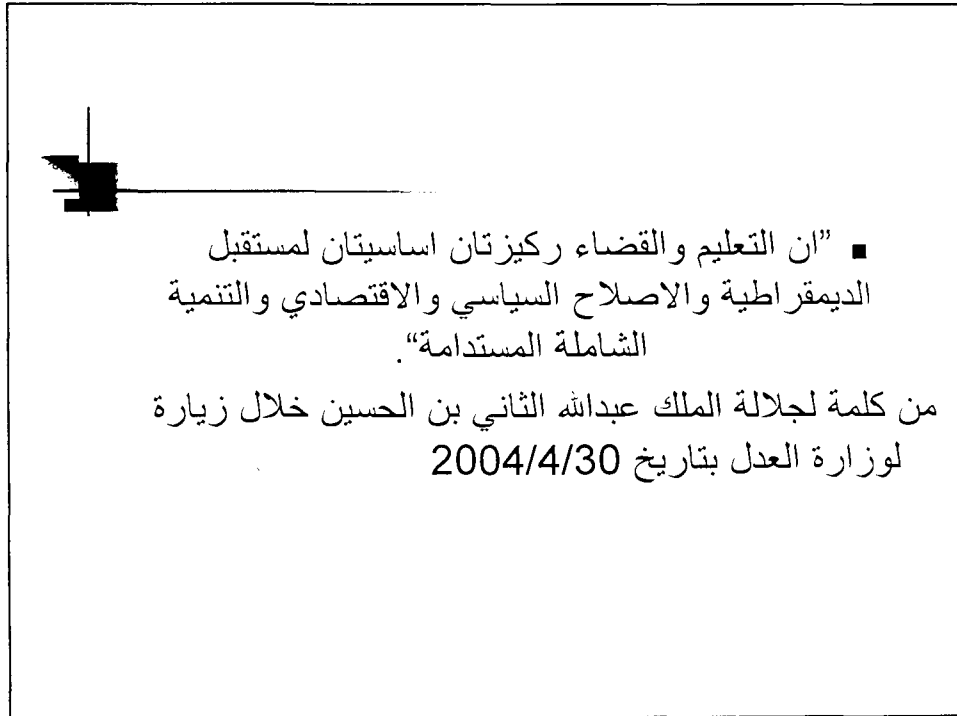 ■ ”ان التعليم والقضاء ركيزتان اساسيتان لمستقبل
الديمقراطية والاصلاح السياسي والاقتصادي والتنمية
الشاملة المستدامة“.
من كلمة لجلالة الملك عبدالله الثاني بن الحسين خلال زيارة
لوزارة العدل بتاريخ 2004/4/30